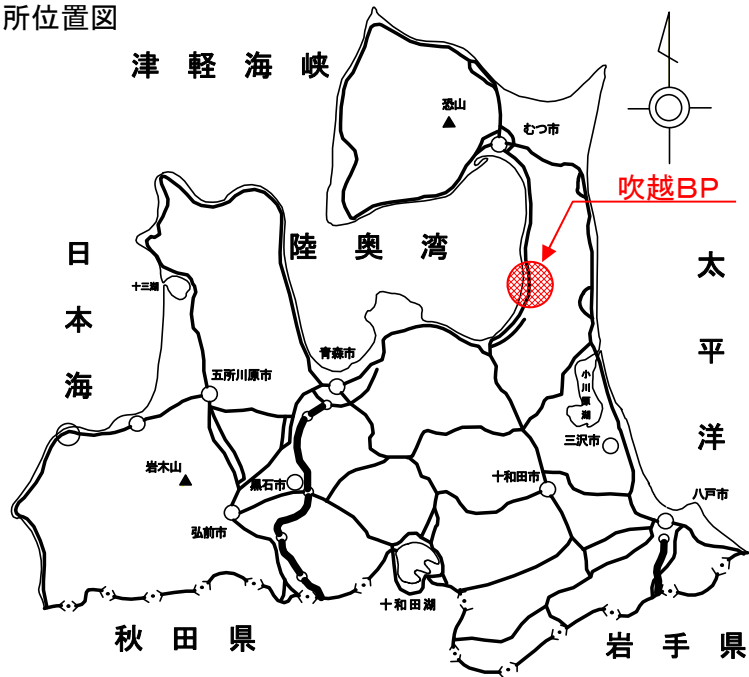 所位置図
津軽海峡
恐山
むつ市
吹越BP
陸奥湾
日本海
太平洋
十三湖
青森市
五所川原市
小川原湖
三沢市
岩木山
黒石市
十和田市
八戸市
弘前市
十和田湖
秋田県
岩手県